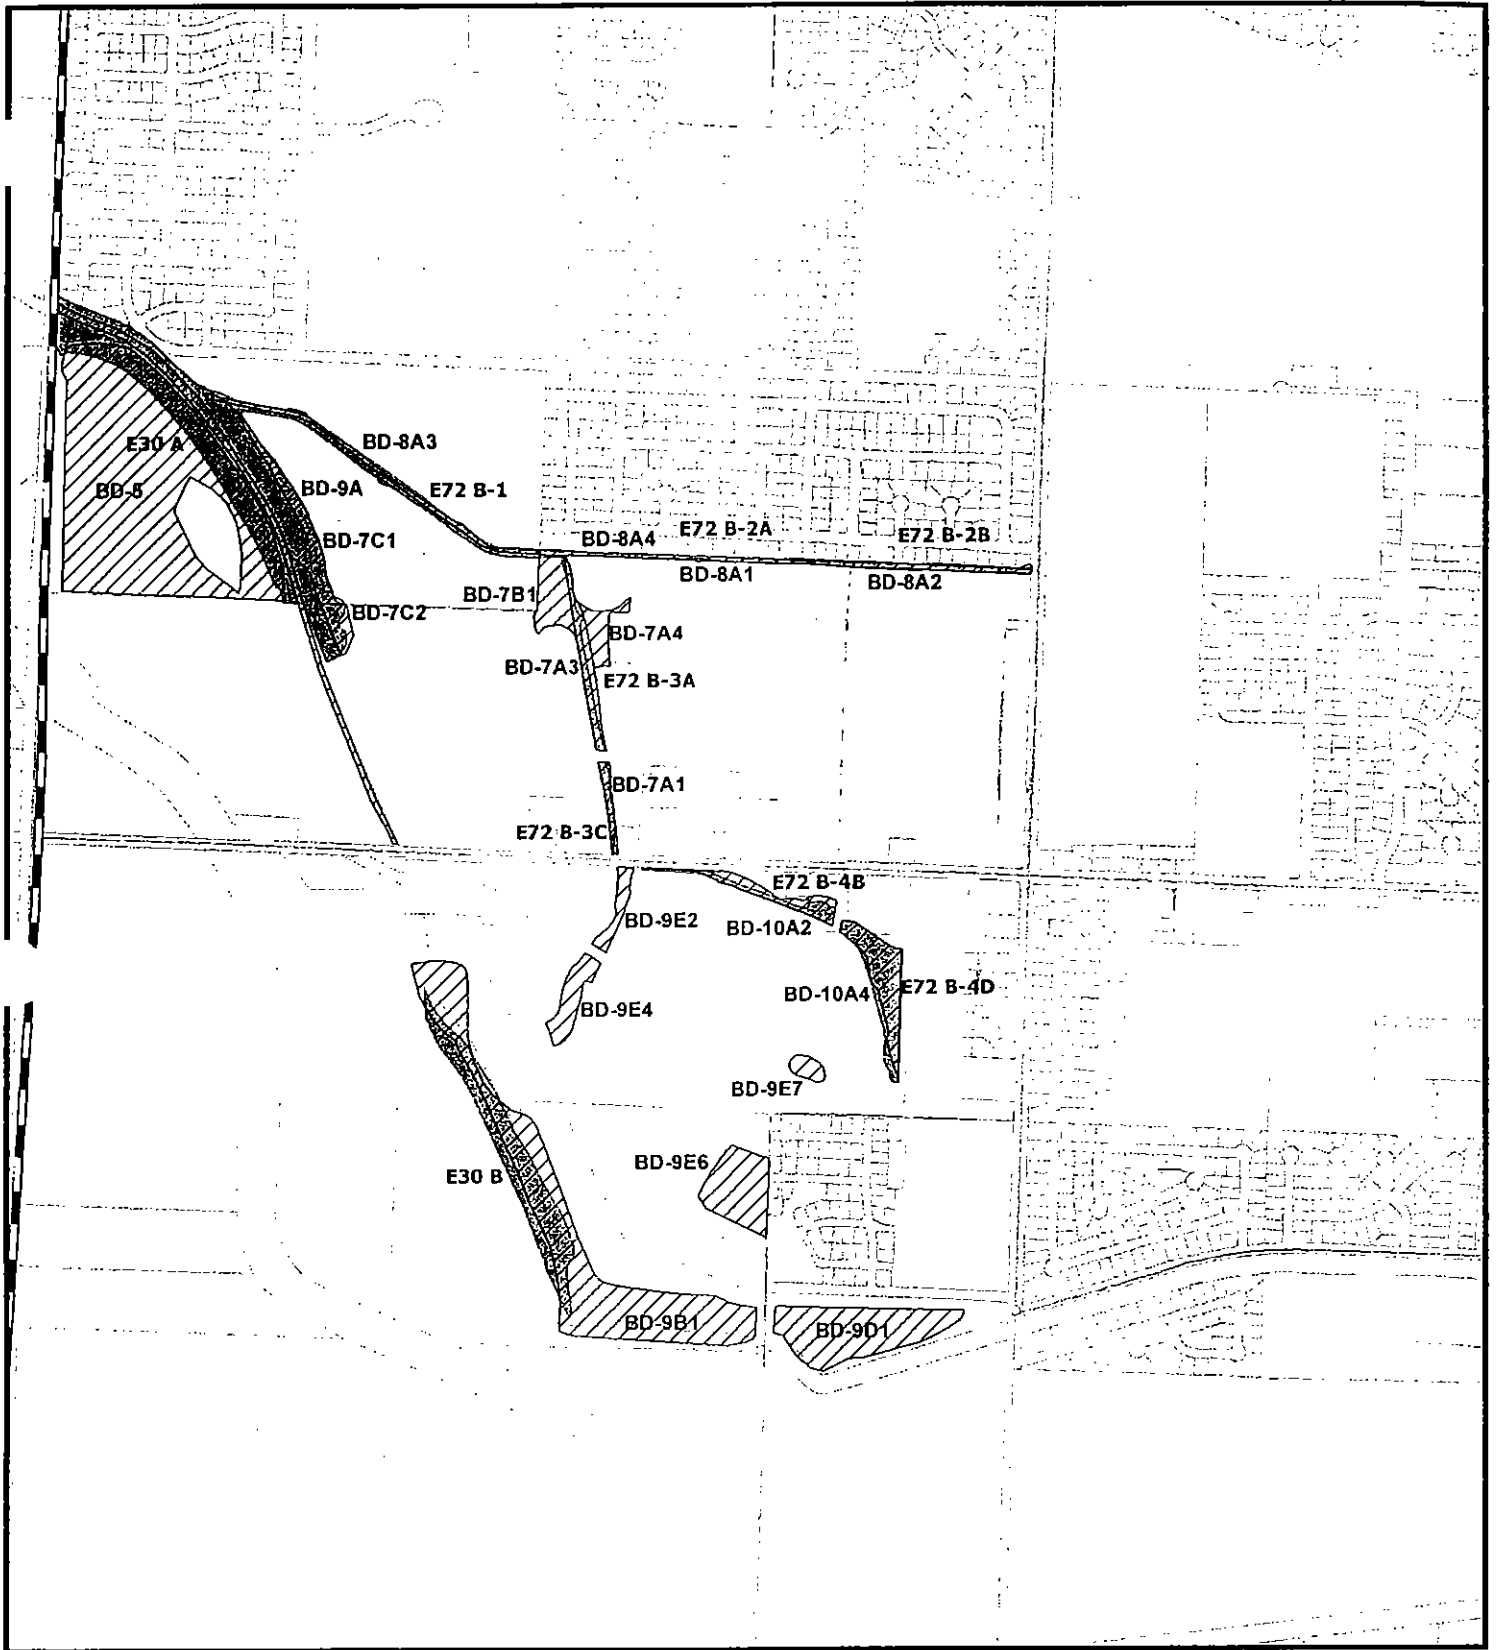 E30 A
BD-8A3
BD-5
BD-9A
E72 B-1
BD-7C1
BD-8A4
E72 B-2A
E72 B-2B
BD-8A1
BD-8A2
BD-7B1
BD-7C2
BD-7A4
BD-7A3
E72 B-3A
BD-7A1
E72 B-3C
E72 B-4B
BD-9E2
BD-10A2
BD-10A4
E72 B-4D
BD-9E4
BD-9E7
BD-9E6
E30 B
BD-9B1
BD-9D1